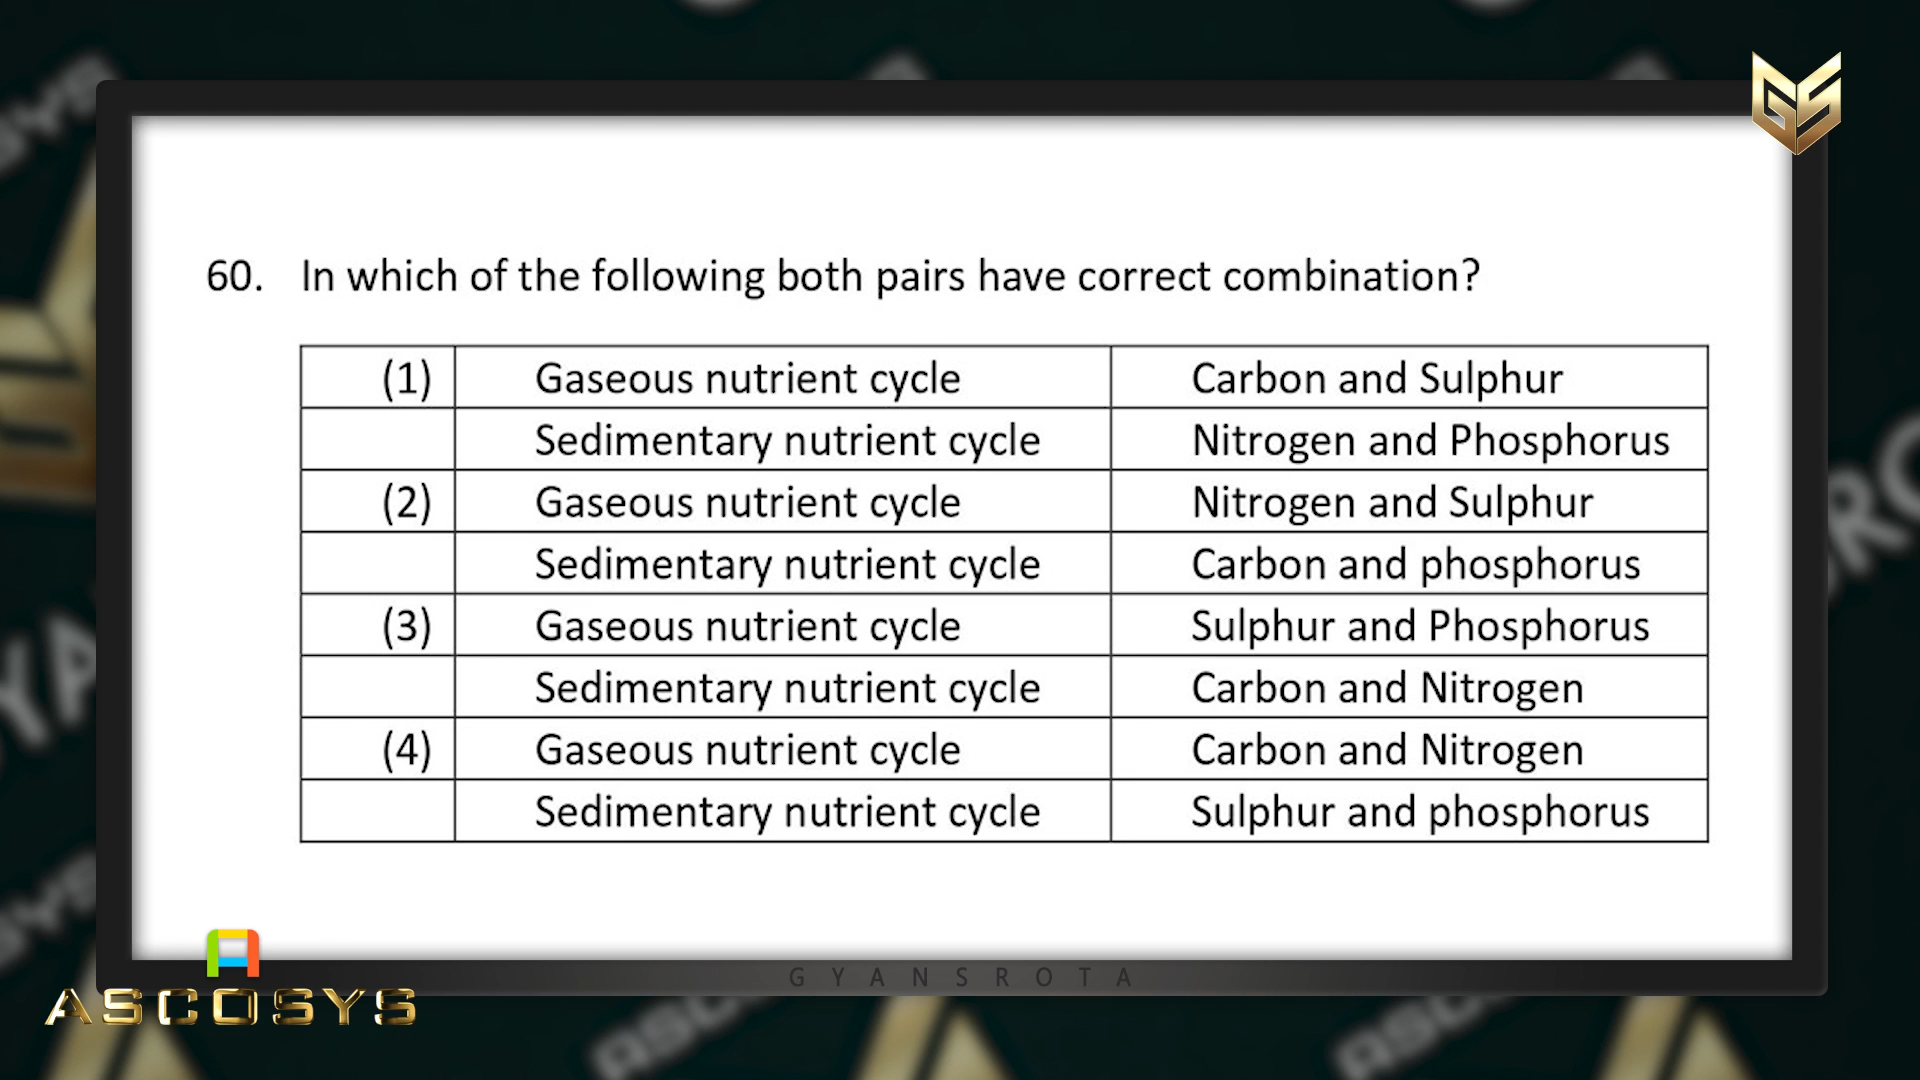 60. In which of the following both pairs have correct combination?
(1) Gaseous nutrient cycle Carbon and Sulphur
Sedimentary nutrient cycle Nitrogen and Phosphorus
(2) Gaseous nutrient cycle Nitrogen and Sulphur
Sedimentary nutrient cycle Carbon and phosphorus
(3) Gaseous nutrient cycle Sulphur and Phosphorus
Sedimentary nutrient cycle Carbon and Nitrogen
(4) Gaseous nutrient cycle Carbon and Nitrogen
Sedimentary nutrient cycle Sulphur and phosphorus
GYANSROTA
ASCOSYS